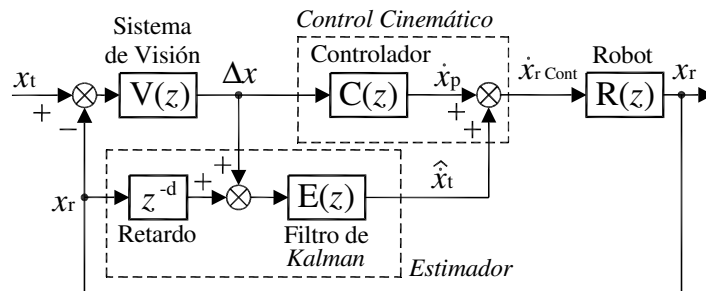 Sistema
de Visión
Control Cinemático
Controlador
Robot
x_t
+
−
V(z)
Δx
C(z)
ẋ_p
+
+
ẋ_r Cont
R(z)
x_r
x_r
z^-d
+
+
E(z)
^ẋ_t
Retardo
Filtro de
Kalman
Estimador